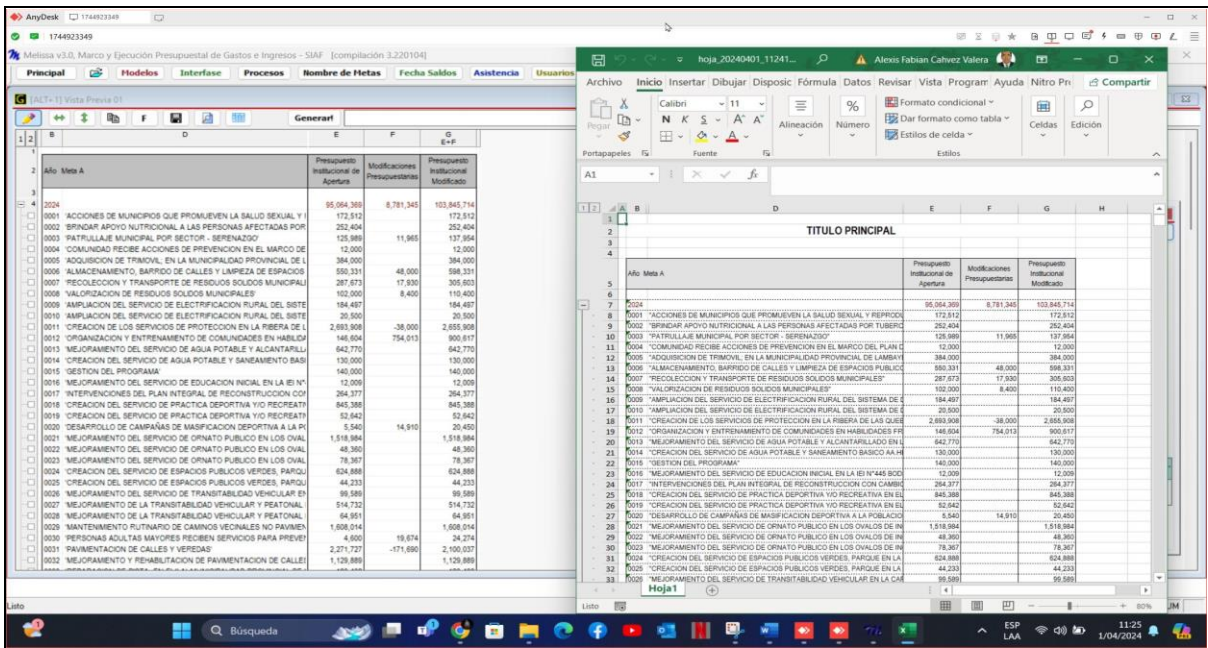 AnyDesk 1744923349
1744923349
Melissa v3.0, Marco y Ejecución Presupuestal de Gastos e Ingresos - SIAF [compilación 3.220104]
Principal Modelos Interfase Procesos Nombre de Metas Fecha Saldos Asistencia Usuarios
[ALT+1] Vista Previa 01
F Generar!
1 2 B D E F G
E+F
Año Meta A
Presupuesto Institucional de Apertura
Modificaciones Presupuestarias
Presupuesto Institucional Modificado
2024 95,064,369 8,781,345 103,845,714
0001 "ACCIONES DE MUNICIPIOS QUE PROMUEVEN LA SALUD SEXUAL Y 172,512 172,512
0002 "BRINDAR APOYO NUTRICIONAL A LAS PERSONAS AFECTADAS POR 252,404 252,404
0003 "PATRULLAJE MUNICIPAL POR SECTOR - SERENAZGO" 125,989 11,965 137,954
0004 "COMUNIDAD RECIBE ACCIONES DE PREVENCION EN EL MARCO DE 12,000 12,000
0005 "ADQUISICION DE TRIMOVIL, EN LA MUNICIPALIDAD PROVINCIAL DE L 384,000 384,000
0006 "ALMACENAMIENTO, BARRIDO DE CALLES Y LIMPIEZA DE ESPACIOS 550,331 48,000 598,331
0007 "RECOLECCION Y TRANSPORTE DE RESIDUOS SOLIDOS MUNICIPALI 287,673 17,930 305,603
0008 "VALORIZACION DE RESIDUOS SOLIDOS MUNICIPALES" 102,000 8,400 110,400
0009 "AMPLIACION DEL SERVICIO DE ELECTRIFICACION RURAL DEL SISTE 184,497 184,497
0010 "AMPLIACION DEL SERVICIO DE ELECTRIFICACION RURAL DEL SISTE 20,500 20,500
0011 "CREACION DE LOS SERVICIOS DE PROTECCION EN LA RIBERA DE L 2,693,908 -38,000 2,655,908
0012 "ORGANIZACION Y ENTRENAMIENTO DE COMUNIDADES EN HABILIDA 146,604 754,013 900,617
0013 "MEJORAMIENTO DEL SERVICIO DE AGUA POTABLE Y ALCANTARILL 642,770 642,770
0014 "CREACION DEL SERVICIO DE AGUA POTABLE Y SANEAMIENTO BASI 130,000 130,000
0015 "GESTION DEL PROGRAMA" 140,000 140,000
0016 "MEJORAMIENTO DEL SERVICIO DE EDUCACION INICIAL EN LA IEI N° 12,009 12,009
0017 "INTERVENCIONES DEL PLAN INTEGRAL DE RECONSTRUCCION CON 264,377 264,377
0018 "CREACION DEL SERVICIO DE PRACTICA DEPORTIVA Y/O RECREATI 845,388 845,388
0019 "CREACION DEL SERVICIO DE PRACTICA DEPORTIVA Y/O RECREATI 52,642 52,642
0020 "DESARROLLO DE CAMPAÑAS DE MASIFICACION DEPORTIVA A LA PO 5,540 14,910 20,450
0021 "MEJORAMIENTO DEL SERVICIO DE ORNATO PUBLICO EN LOS OVAL 1,518,984 1,518,984
0022 "MEJORAMIENTO DEL SERVICIO DE ORNATO PUBLICO EN LOS OVAL 48,360 48,360
0023 "MEJORAMIENTO DEL SERVICIO DE ORNATO PUBLICO EN LOS OVAL 78,367 78,367
0024 "CREACION DEL SERVICIO DE ESPACIOS PUBLICOS VERDES, PARQU 624,888 624,888
0025 "CREACION DEL SERVICIO DE ESPACIOS PUBLICOS VERDES, PARQU 44,233 44,233
0026 "MEJORAMIENTO DEL SERVICIO DE TRANSITABILIDAD VEHICULAR EN 99,589 99,589
0027 "MEJORAMIENTO DE LA TRANSITABILIDAD VEHICULAR Y PEATONAL 514,732 514,732
0028 "MEJORAMIENTO DE LA TRANSITABILIDAD VEHICULAR Y PEATONAL 64,951 64,951
0029 "MANTENIMIENTO RUTINARIO DE CAMINOS VECINALES NO PAVIMEN 1,608,014 1,608,014
0030 "PERSONAS ADULTAS MAYORES RECIBEN SERVICIOS PARA PREVEN 4,600 19,674 24,274
0031 "PAVIMENTACION DE CALLES Y VEREDAS" 2,271,727 -171,690 2,100,037
0032 "MEJORAMIENTO Y REHABILITACION DE PAVIMENTACION DE CALLE 1,129,889 1,129,889
Listo
hoja_20240401_11241... Alexis Fabian Cahvez Valera
Archivo Inicio Insertar Dibujar Disposic Fórmula Datos Revisar Vista Program Ayuda Nitro Pro Compartir
Pegar Calibri 11 N K S A A Alineación Número Formato condicional Dar formato como tabla Estilos de celda Celdas Edición
Portapapeles Fuente Estilos
A1 fx
1 2 A B D E F G H
TITULO PRINCIPAL
Año Meta A
Presupuesto Institucional de Apertura
Modificaciones Presupuestarias
Presupuesto Institucional Modificado
7 2024 95,064,369 8,781,345 103,845,714
8 0001 "ACCIONES DE MUNICIPIOS QUE PROMUEVEN LA SALUD SEXUAL Y REPRODU 172,512 172,512
9 0002 "BRINDAR APOYO NUTRICIONAL A LAS PERSONAS AFECTADAS POR TUBERC 252,404 252,404
10 0003 "PATRULLAJE MUNICIPAL POR SECTOR - SERENAZGO" 125,989 11,965 137,954
11 0004 "COMUNIDAD RECIBE ACCIONES DE PREVENCION EN EL MARCO DEL PLAN D 12,000 12,000
12 0005 "ADQUISICION DE TRIMOVIL, EN LA MUNICIPALIDAD PROVINCIAL DE LAMBAY 384,000 384,000
13 0006 "ALMACENAMIENTO, BARRIDO DE CALLES Y LIMPIEZA DE ESPACIOS PUBLICO 550,331 48,000 598,331
14 0007 "RECOLECCION Y TRANSPORTE DE RESIDUOS SOLIDOS MUNICIPALES" 287,673 17,930 305,603
15 0008 "VALORIZACION DE RESIDUOS SOLIDOS MUNICIPALES" 102,000 8,400 110,400
16 0009 "AMPLIACION DEL SERVICIO DE ELECTRIFICACION RURAL DEL SISTEMA DE D 184,497 184,497
17 0010 "AMPLIACION DEL SERVICIO DE ELECTRIFICACION RURAL DEL SISTEMA DE D 20,500 20,500
18 0011 "CREACION DE LOS SERVICIOS DE PROTECCION EN LA RIBERA DE LAS QUEB 2,693,908 -38,000 2,655,908
19 0012 "ORGANIZACION Y ENTRENAMIENTO DE COMUNIDADES EN HABILIDADES FR 146,604 754,013 900,617
20 0013 "MEJORAMIENTO DEL SERVICIO DE AGUA POTABLE Y ALCANTARILLADO EN L 642,770 642,770
21 0014 "CREACION DEL SERVICIO DE AGUA POTABLE Y SANEAMIENTO BASICO AA.H 130,000 130,000
22 0015 "GESTION DEL PROGRAMA" 140,000 140,000
23 0016 "MEJORAMIENTO DEL SERVICIO DE EDUCACION INICIAL EN LA IEI N°445 BOD 12,009 12,009
24 0017 "INTERVENCIONES DEL PLAN INTEGRAL DE RECONSTRUCCION CON CAMBIO 264,377 264,377
25 0018 "CREACION DEL SERVICIO DE PRACTICA DEPORTIVA Y/O RECREATIVA EN EL 845,388 845,388
26 0019 "CREACION DEL SERVICIO DE PRACTICA DEPORTIVA Y/O RECREATIVA EN EL 52,642 52,642
27 0020 "DESARROLLO DE CAMPAÑAS DE MASIFICACION DEPORTIVA A LA POBLACIO 5,540 14,910 20,450
28 0021 "MEJORAMIENTO DEL SERVICIO DE ORNATO PUBLICO EN LOS OVALOS DE IN 1,518,984 1,518,984
29 0022 "MEJORAMIENTO DEL SERVICIO DE ORNATO PUBLICO EN LOS OVALOS DE IN 48,360 48,360
30 0023 "MEJORAMIENTO DEL SERVICIO DE ORNATO PUBLICO EN LOS OVALOS DE IN 78,367 78,367
31 0024 "CREACION DEL SERVICIO DE ESPACIOS PUBLICOS VERDES, PARQUE EN LA 624,888 624,888
32 0025 "CREACION DEL SERVICIO DE ESPACIOS PUBLICOS VERDES, PARQUE EN LA 44,233 44,233
33 0026 "MEJORAMIENTO DEL SERVICIO DE TRANSITABILIDAD VEHICULAR EN LA CAR 99,589 99,589
Hoja1
Listo 80%
Búsqueda ESP LAA 11:25 1/04/2024